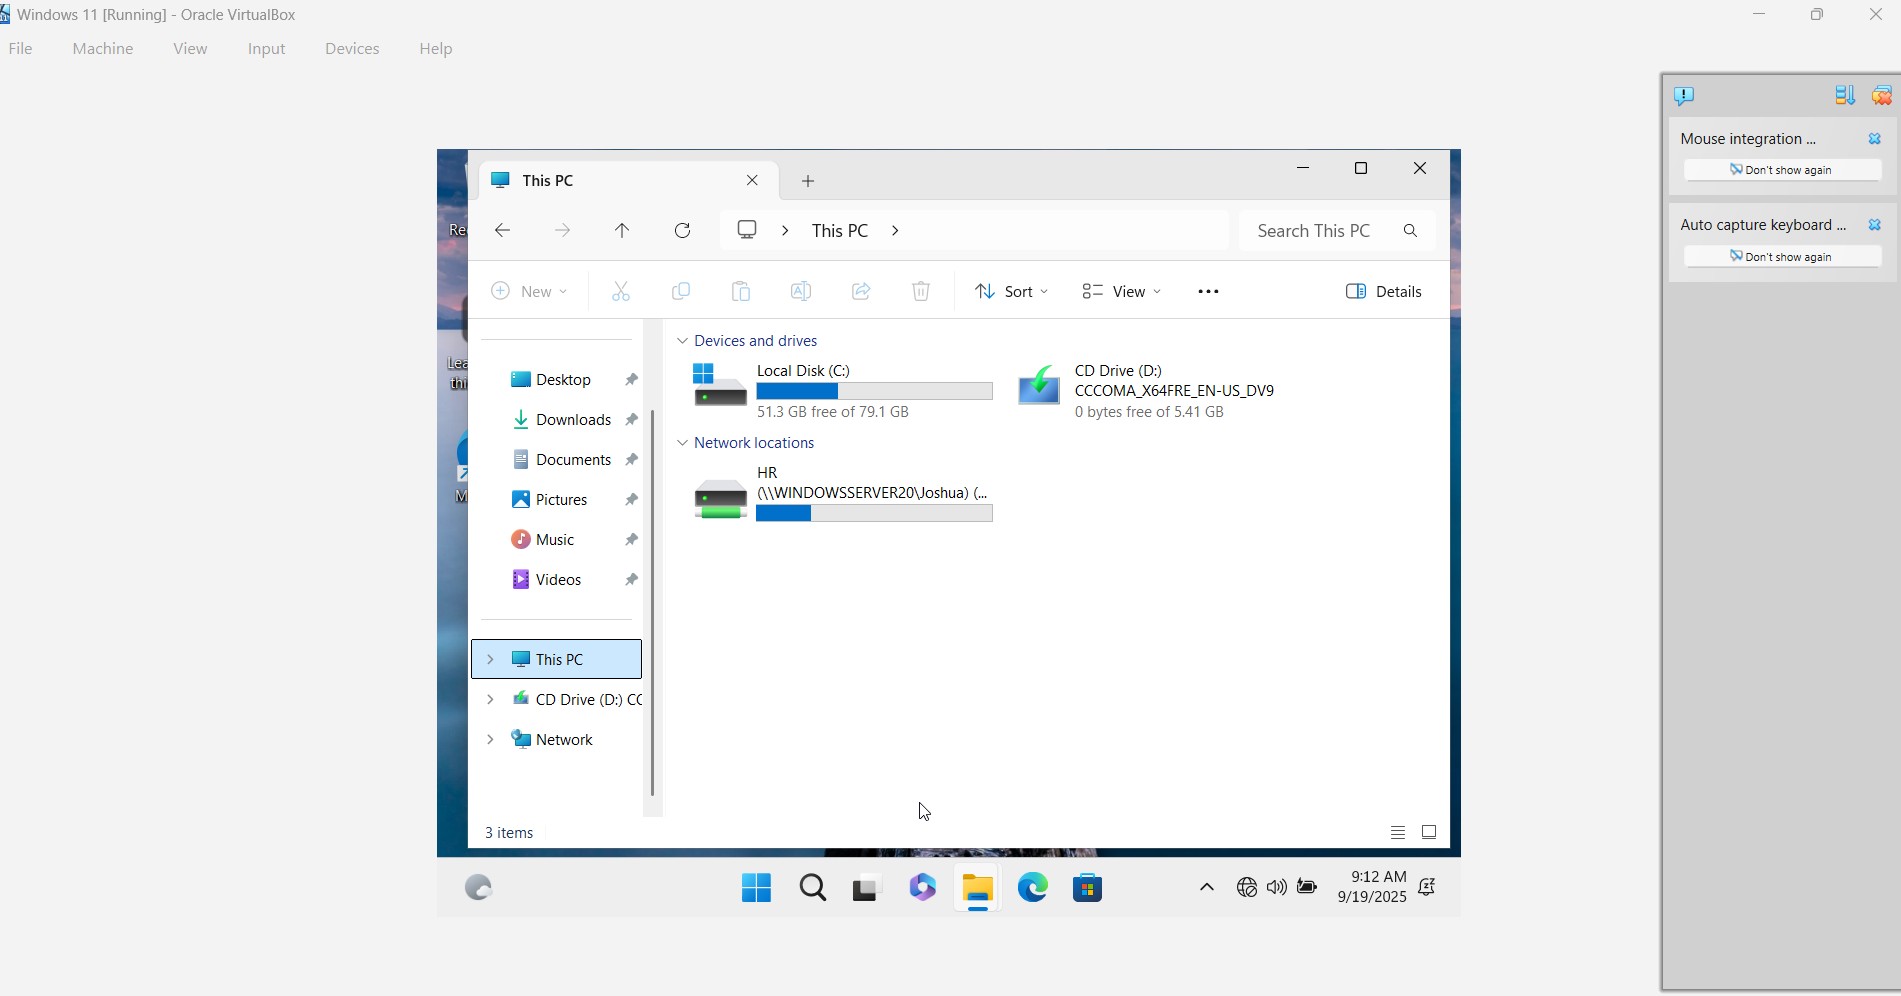 Windows 11 [Running] - Oracle VirtualBox
File Machine View Input Devices Help
Mouse integration ...
Don't show again
Auto capture keyboard ...
Don't show again
This PC
This PC
Search This PC
New
Sort
View
Details
Desktop
Downloads
Documents
Pictures
Music
Videos
This PC
CD Drive (D:) CC
Network
Devices and drives
Local Disk (C:)
51.3 GB free of 79.1 GB
CD Drive (D:)
CCCOMA_X64FRE_EN-US_DV9
0 bytes free of 5.41 GB
Network locations
HR
(\\WINDOWSSERVER20\Joshua) (...
3 items
9:12 AM
9/19/2025